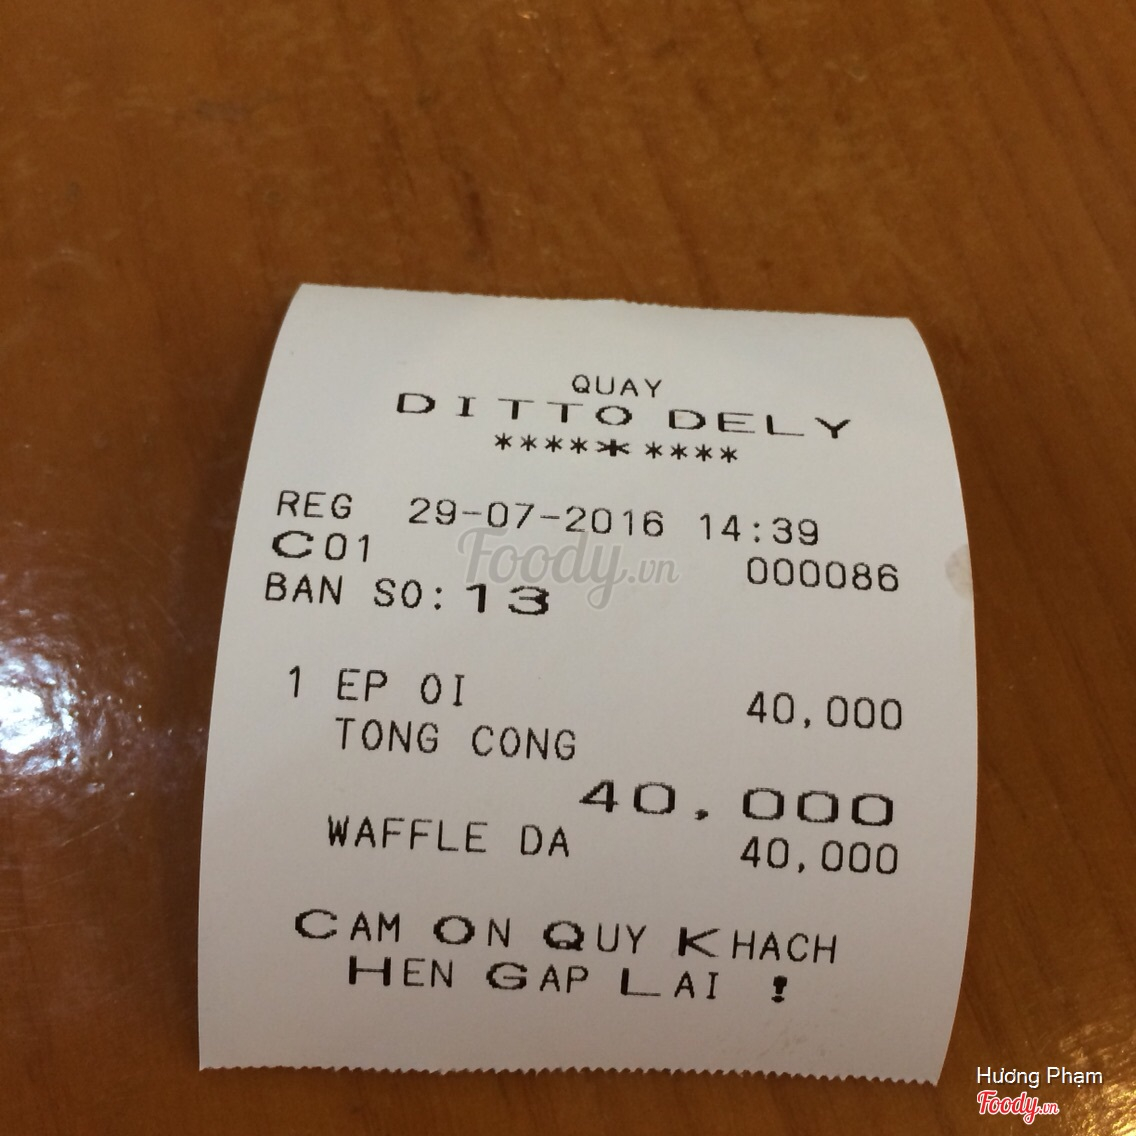 QUAY
DITTO DELY
***** ****
REG 29-07-2016 14:39
C01 000086
BAN SO: 13
1 EP OI 40,000
TONG CONG
40,000
WAFFLE DA 40,000
CAM ON QUY KHACH
HEN GAP LAI !
Foody.vn
Hương Phạm
Foody.vn